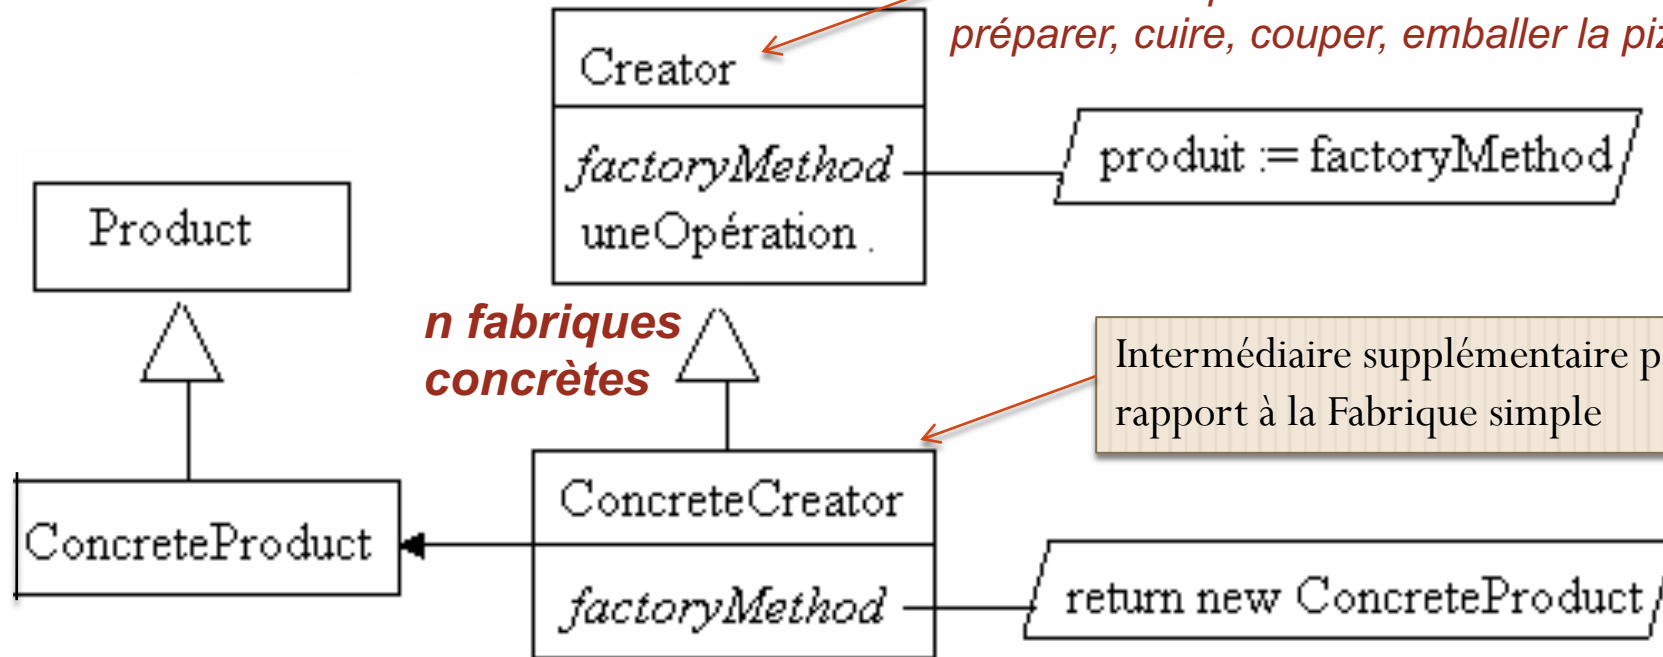 préparer, cuire, couper, emballer la
Creator
factoryMethod
uneOpération
produit := factoryMethod
Product
n fabriques
concrètes
Intermédiaire supplémentaire
rapport à la Fabrique simple
ConcreteCreator
factoryMethod
ConcreteProduct
return new ConcreteProduct